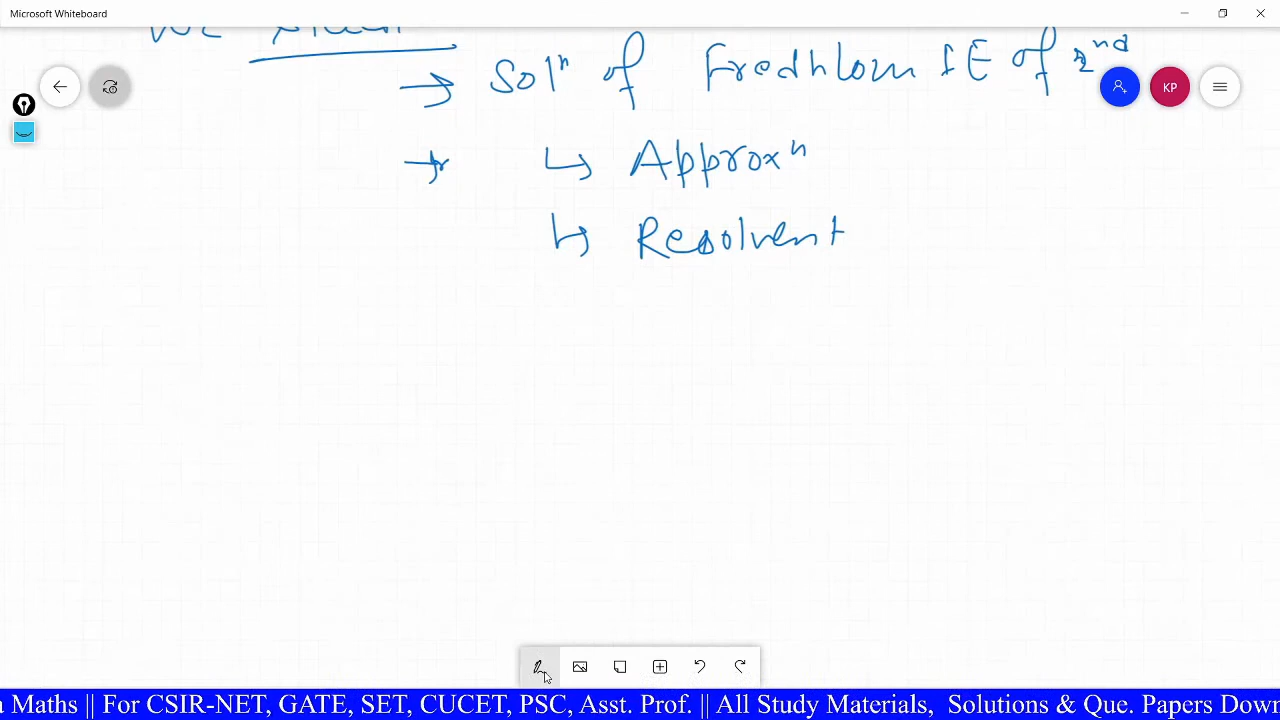 Microsoft Whiteboard
→ Solⁿ of Fredhlom IE of 2ⁿᵈ
KP
→ ↳ Approxⁿ
↳ Resolvent
a Maths || For CSIR-NET, GATE, SET, CUCET, PSC, Asst. Prof. || All Study Materials, Solutions & Que. Papers Down